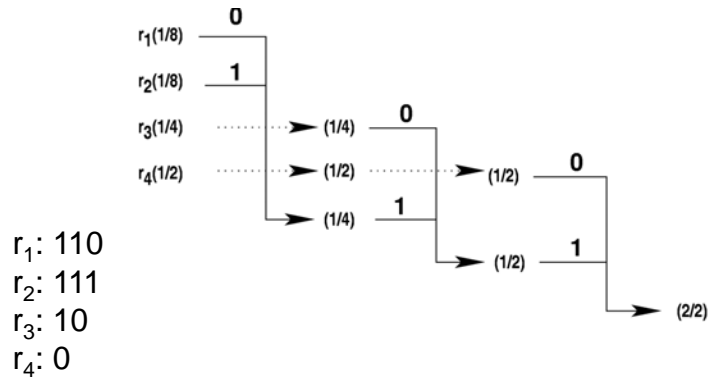 0
r₁(1/8)
1
r₂(1/8)
0
r₃(1/4) (1/4)
0
r₄(1/2) (1/2) (1/2)
1
(1/4)
r₁: 110
1
(1/2)
r₂: 111
r₃: 10
(2/2)
r₄: 0